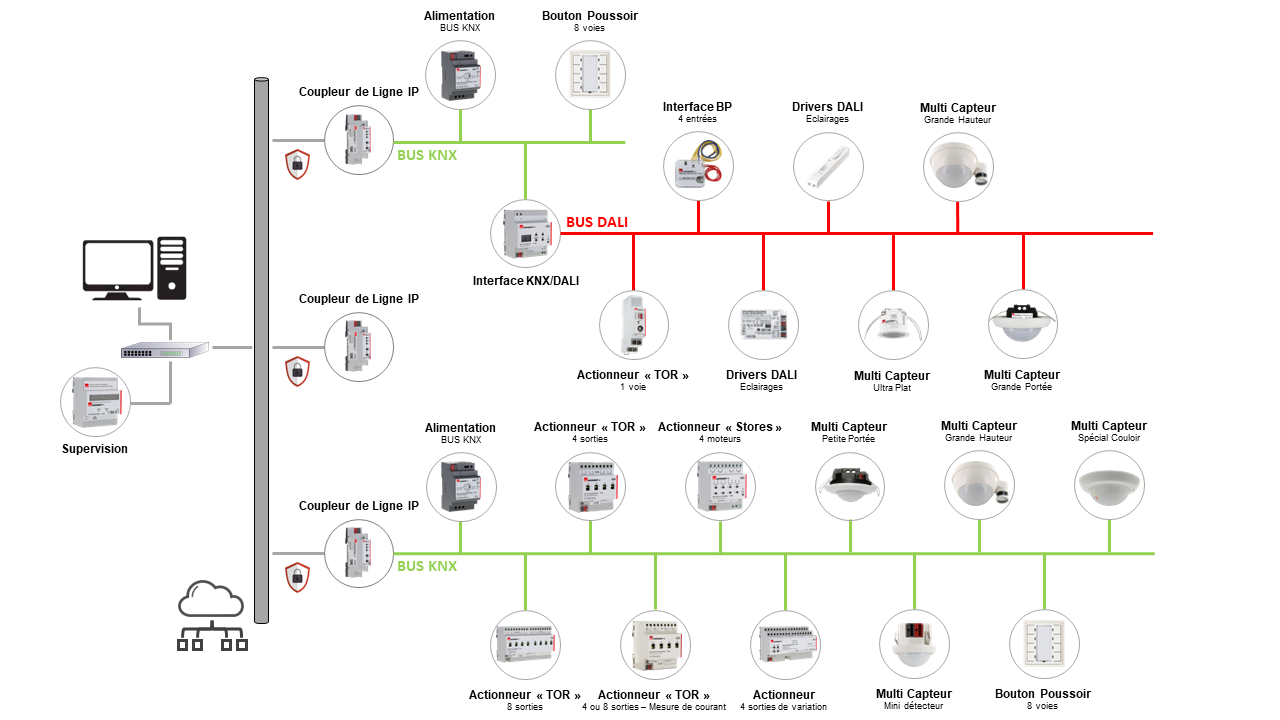 Alimentation
BUS KNX
Bouton Poussoir
8 voies
Coupleur de Ligne IP
BUS KNX
Interface BP
4 entrées
Drivers DALI
Eclairages
Multi Capteur
Grande Hauteur
BUS DALI
Interface KNX/DALI
Coupleur de Ligne IP
Actionneur « TOR »
1 voie
Drivers DALI
Eclairages
Multi Capteur
Ultra Plat
Multi Capteur
Grande Portée
Supervision
Alimentation
BUS KNX
Actionneur « TOR »
4 sorties
Actionneur « Stores »
4 moteurs
Multi Capteur
Petite Portée
Multi Capteur
Grande Hauteur
Multi Capteur
Spécial Couloir
Coupleur de Ligne IP
BUS KNX
Actionneur « TOR »
8 sorties
Actionneur « TOR »
4 ou 8 sorties – Mesure de courant
Actionneur
4 sorties de variation
Multi Capteur
Mini détecteur
Bouton Poussoir
8 voies